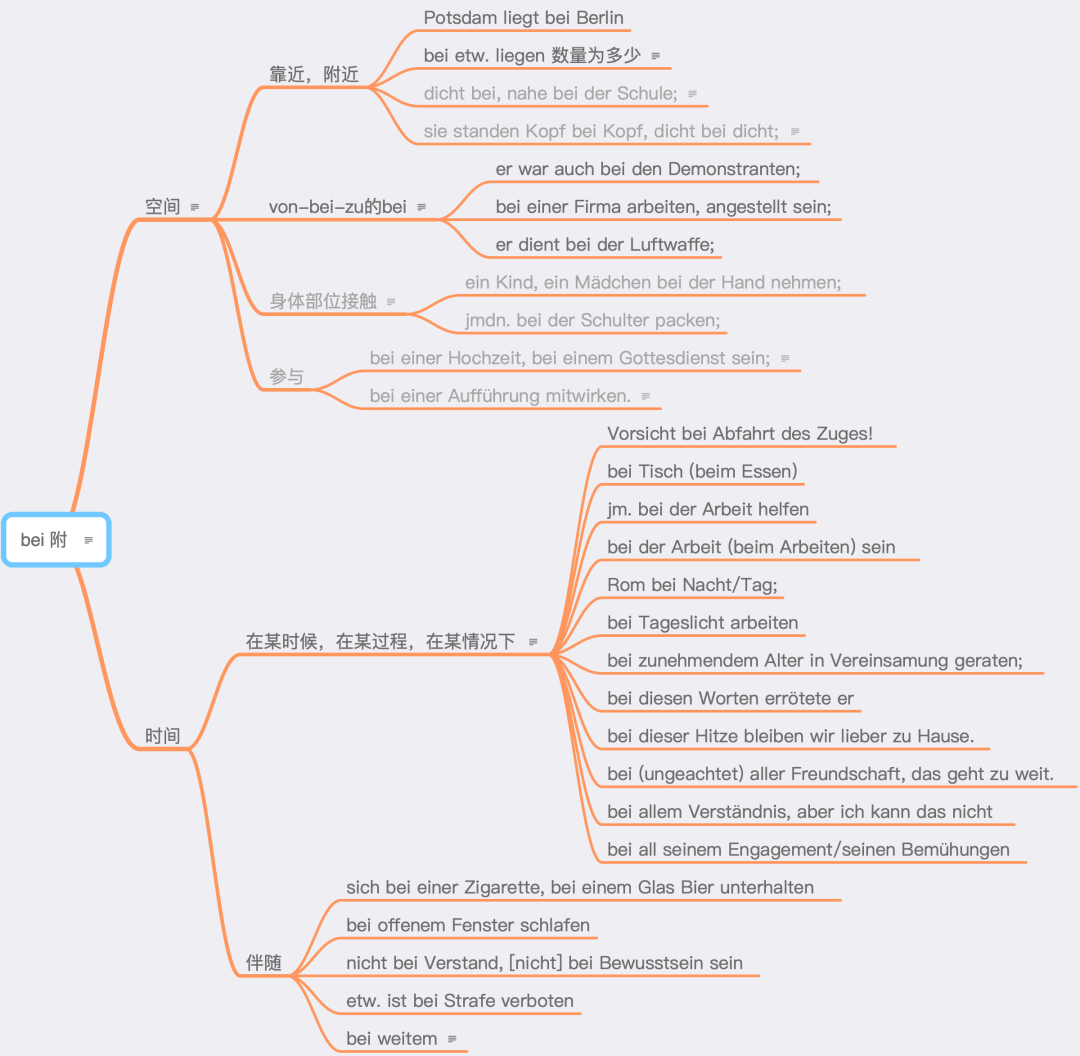 bei 附
空间
靠近，附近
Potsdam liegt bei Berlin
bei etw. liegen 数量为多少
dicht bei, nahe bei der Schule;
sie standen Kopf bei Kopf, dicht bei dicht;
von-bei-zu的bei
er war auch bei den Demonstranten;
bei einer Firma arbeiten, angestellt sein;
er dient bei der Luftwaffe;
身体部位接触
ein Kind, ein Mädchen bei der Hand nehmen;
jmdn. bei der Schulter packen;
参与
bei einer Hochzeit, bei einem Gottesdienst sein;
bei einer Aufführung mitwirken.
时间
在某时候，在某过程，在某情况下
Vorsicht bei Abfahrt des Zuges!
bei Tisch (beim Essen)
jm. bei der Arbeit helfen
bei der Arbeit (beim Arbeiten) sein
Rom bei Nacht/Tag;
bei Tageslicht arbeiten
bei zunehmendem Alter in Vereinsamung geraten;
bei diesen Worten errötete er
bei dieser Hitze bleiben wir lieber zu Hause.
bei (ungeachtet) aller Freundschaft, das geht zu weit.
bei allem Verständnis, aber ich kann das nicht
bei all seinem Engagement/seinen Bemühungen
伴随
sich bei einer Zigarette, bei einem Glas Bier unterhalten
bei offenem Fenster schlafen
nicht bei Verstand, [nicht] bei Bewusstsein sein
etw. ist bei Strafe verboten
bei weitem